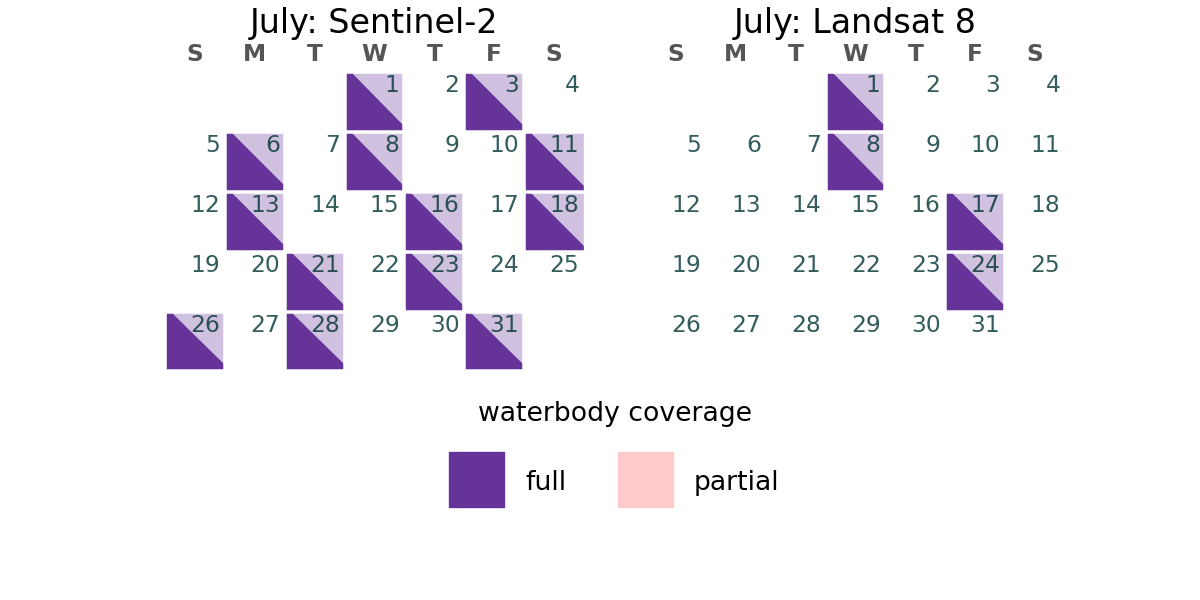 July: Sentinel-2
S M T W T F S
1 2 3 4
5 6 7 8 9 10 11
12 13 14 15 16 17 18
19 20 21 22 23 24 25
26 27 28 29 30 31
July: Landsat 8
S M T W T F S
1 2 3 4
5 6 7 8 9 10 11
12 13 14 15 16 17 18
19 20 21 22 23 24 25
26 27 28 29 30 31
waterbody coverage
full partial